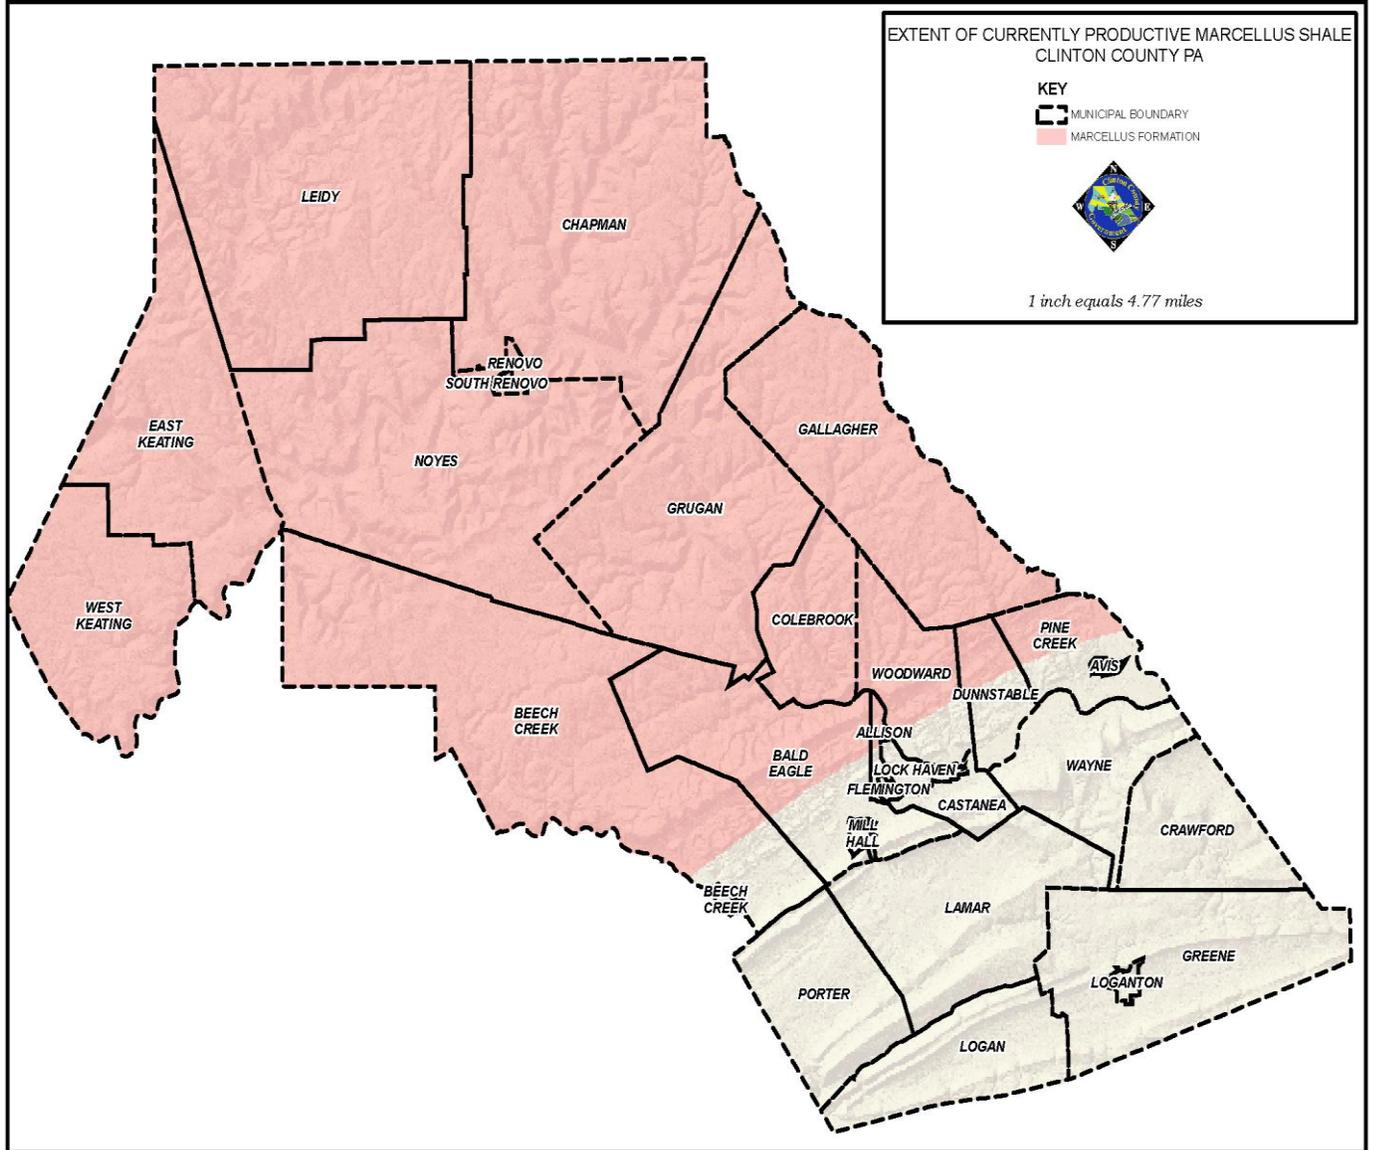 EXTENT OF CURRENTLY PRODUCTIVE MARCELLUS SHALE
CLINTON COUNTY PA
KEY
MUNICIPAL BOUNDARY
MARCELLUS FORMATION
N
Clinton County
W
E
Government
S
1 inch equals 4.77 miles
LEIDY
CHAPMAN
RENOVO
SOUTH RENOVO
EAST
KEATING
NOYES
GALLAGHER
GRUGAN
WEST
KEATING
COLEBROOK
PINE
CREEK
AVIS
WOODWARD
DUNNSTABLE
BEECH
CREEK
ALLISON
BALD
EAGLE
LOCK HAVEN
WAYNE
FLEMINGTON
CASTANEA
MILL
HALL
CRAWFORD
BEECH
CREEK
LAMAR
GREENE
LOGANTON
PORTER
LOGAN